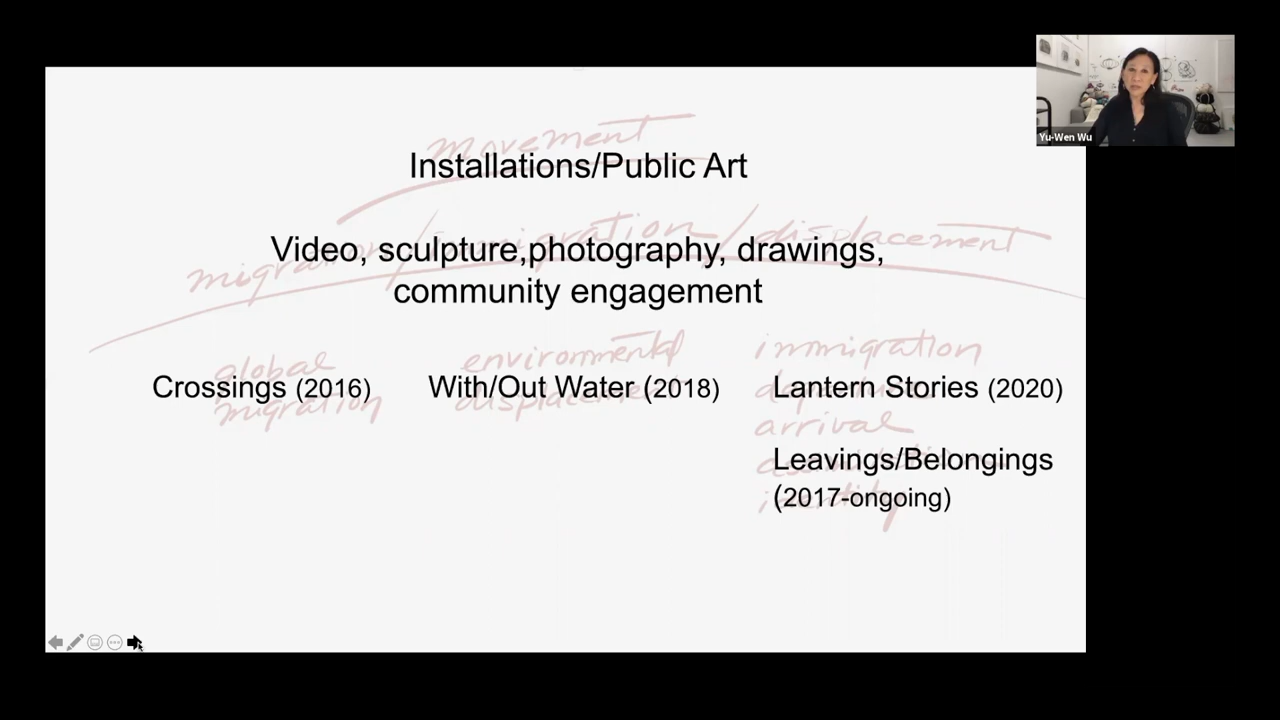 Yu-Wen Wu
movement
Installations/Public Art
migration / immigration / displacement
Video, sculpture,photography, drawings,
community engagement
global
migration
environmental
displacement
immigration
arrival
identity
Crossings (2016)
With/Out Water (2018)
Lantern Stories (2020)
Leavings/Belongings
(2017-ongoing)